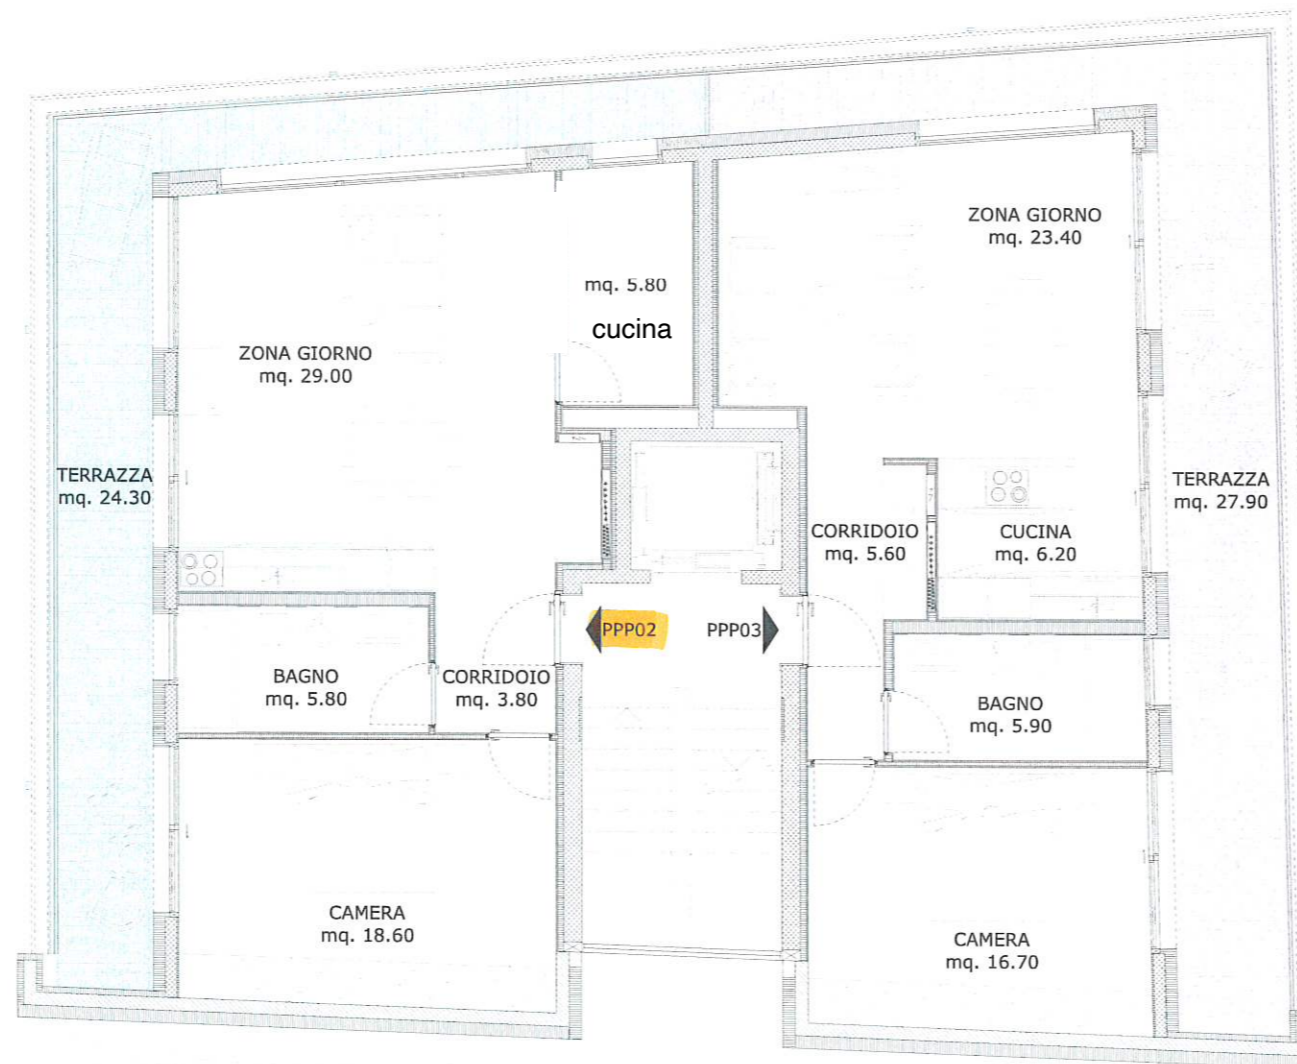 ZONA GIORNO
mq. 23.40
mq. 5.80
cucina
ZONA GIORNO
mq. 29.00
TERRAZZA
mq. 24.30
TERRAZZA
mq. 27.90
CORRIDOIO
mq. 5.60
CUCINA
mq. 6.20
PPP02
PPP03
BAGNO
mq. 5.80
CORRIDOIO
mq. 3.80
BAGNO
mq. 5.90
CAMERA
mq. 18.60
CAMERA
mq. 16.70